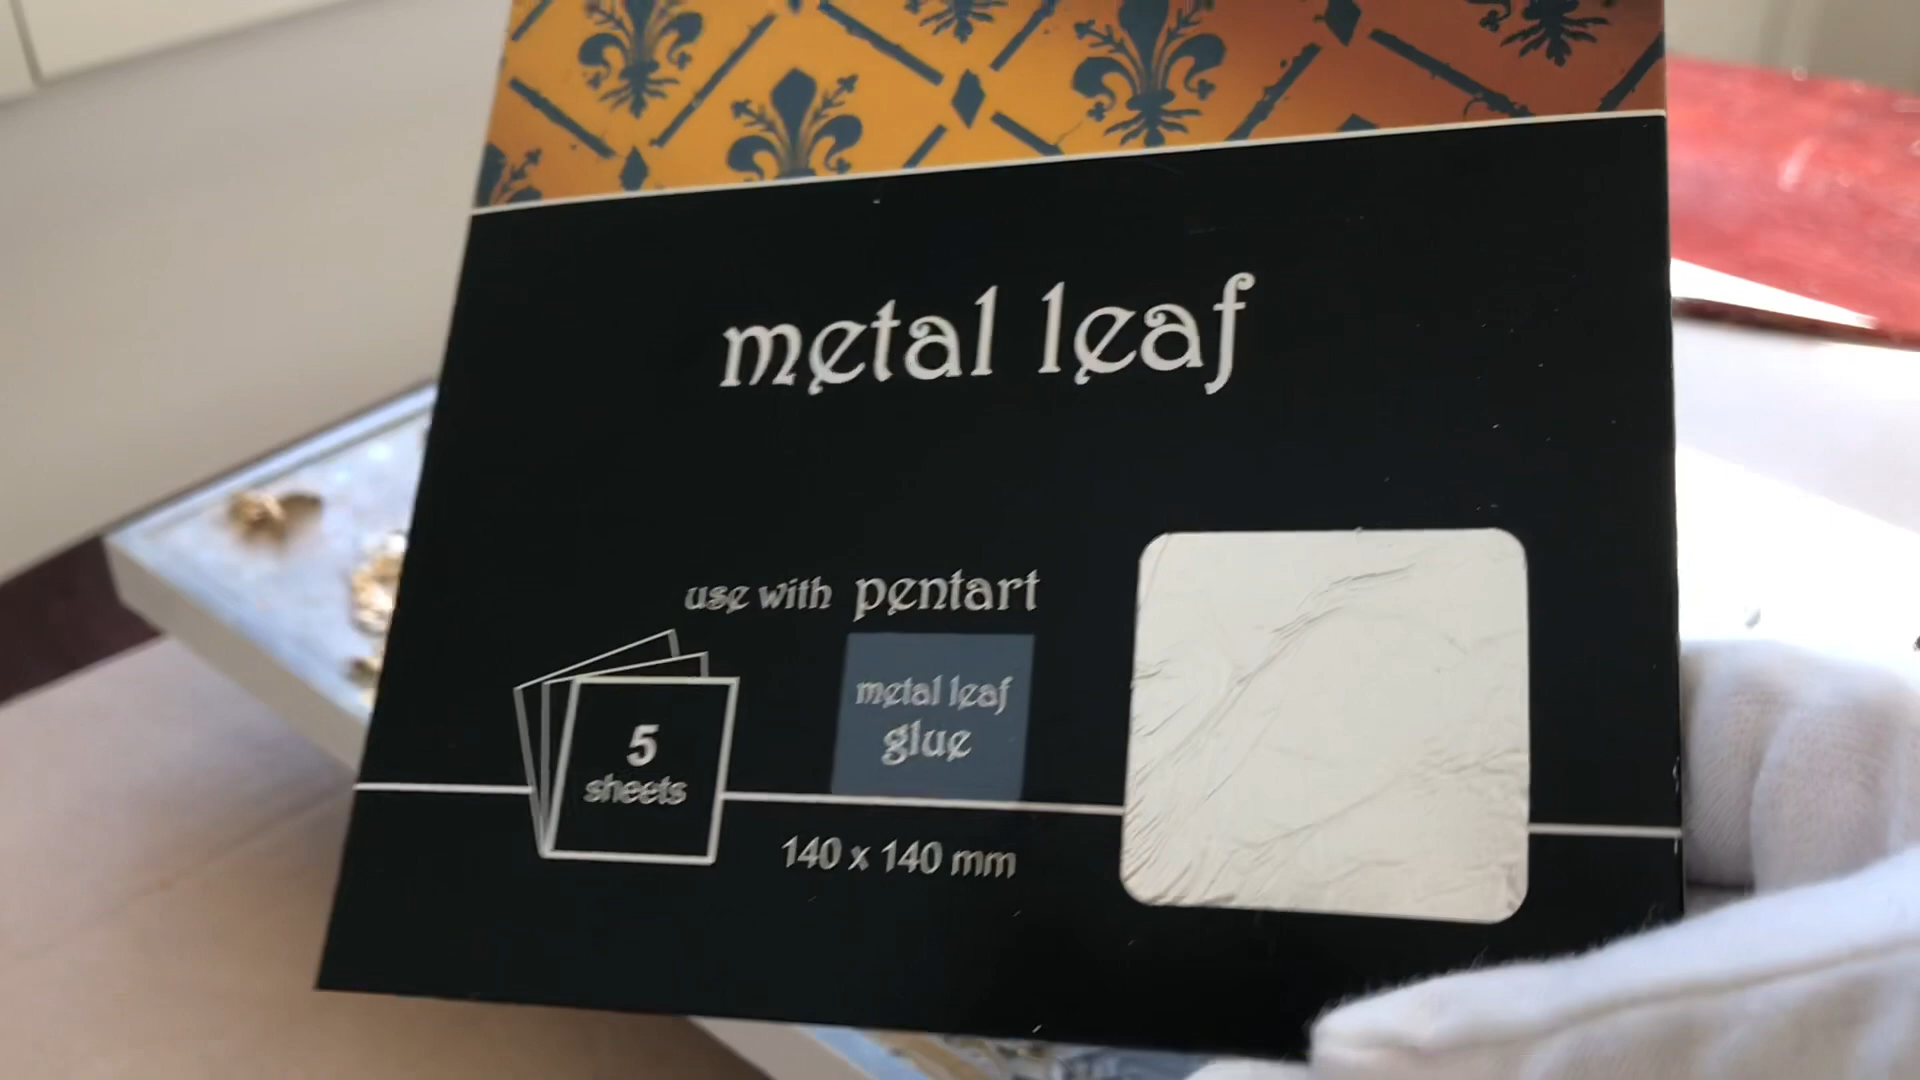 metal leaf
use with pentart
metal leaf
glue
5
sheets
140 x 140 mm